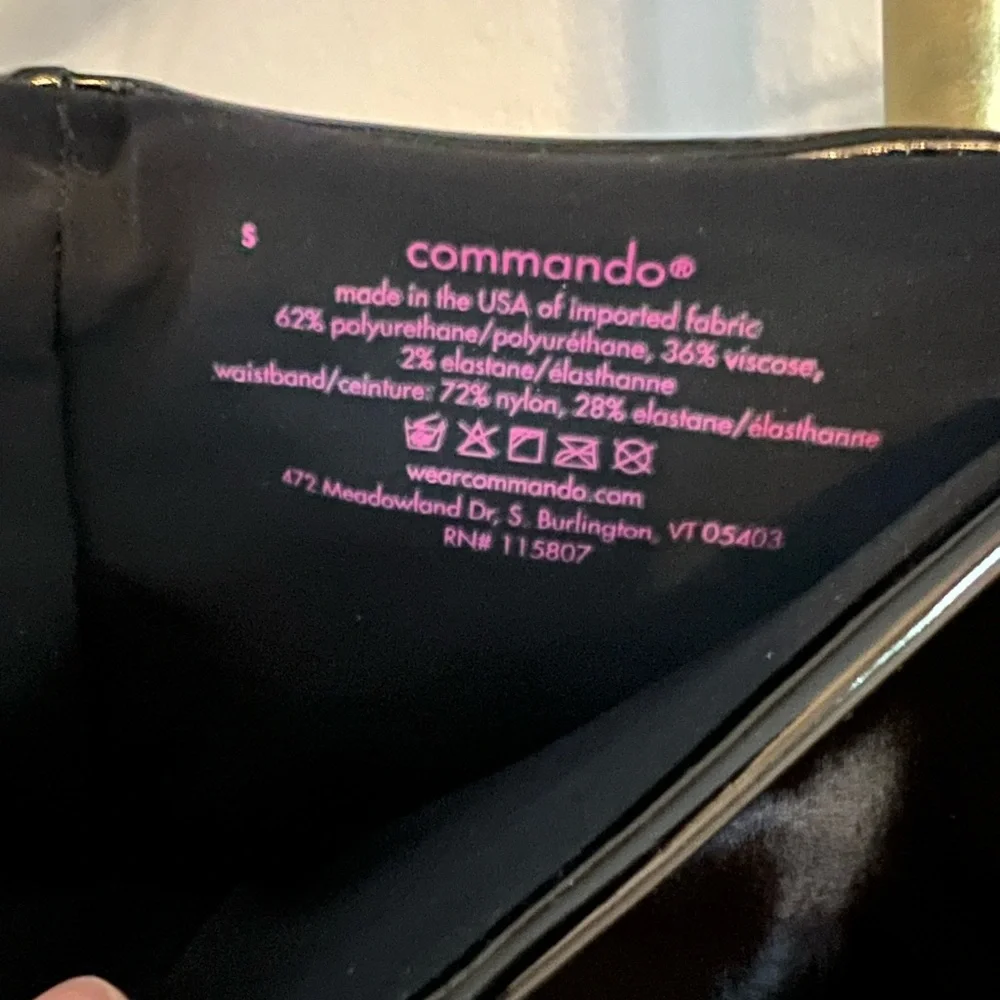 S
commando®
made in the USA of imported fabric
62% polyurethane/polyuréthane, 36% viscose,
2% elastane/élasthanne
waistband/ceinture: 72% nylon, 28% elastane/élasthanne
wearcommando.com
472 Meadowland Dr, S. Burlington, VT 05403
RN# 115807